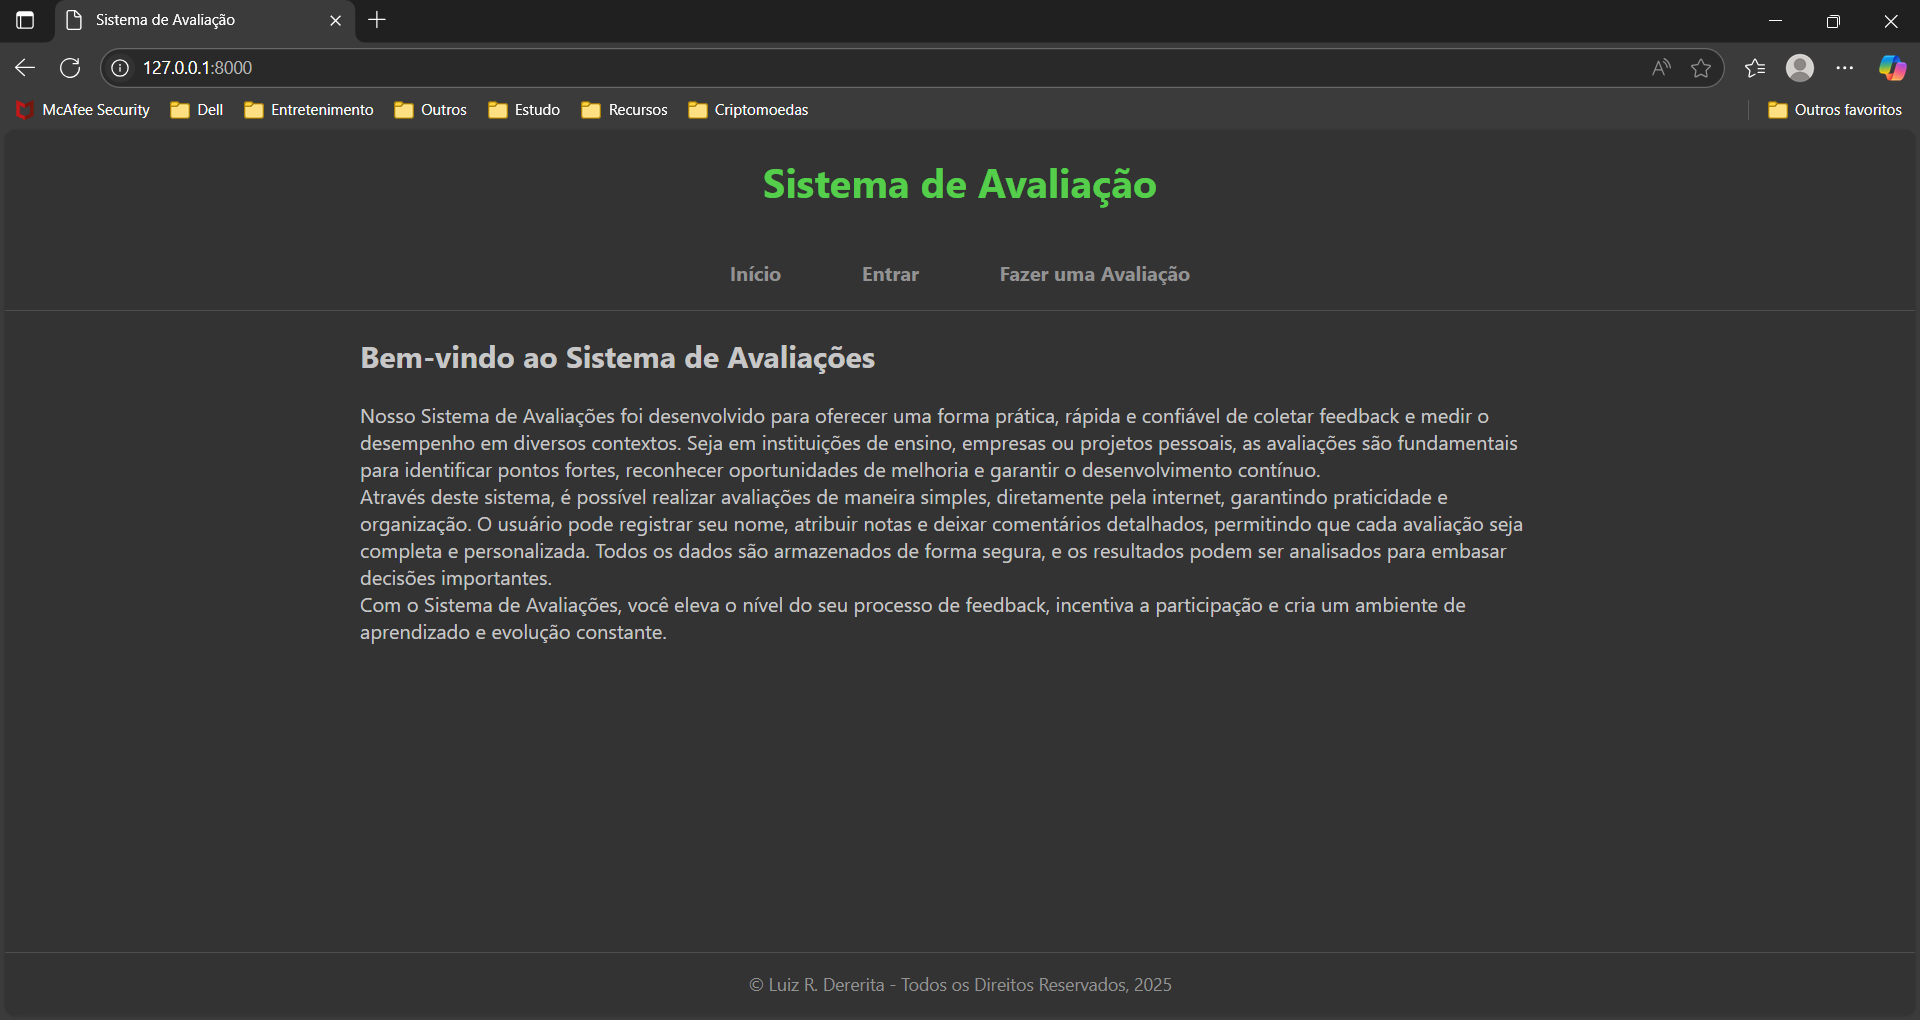 Sistema de Avaliação
127.0.0.1:8000
McAfee Security Dell Entretenimento Outros Estudo Recursos Criptomoedas Outros favoritos
Sistema de Avaliação
Início Entrar Fazer uma Avaliação
Bem-vindo ao Sistema de Avaliações
Nosso Sistema de Avaliações foi desenvolvido para oferecer uma forma prática, rápida e confiável de coletar feedback e medir o
desempenho em diversos contextos. Seja em instituições de ensino, empresas ou projetos pessoais, as avaliações são fundamentais
para identificar pontos fortes, reconhecer oportunidades de melhoria e garantir o desenvolvimento contínuo.
Através deste sistema, é possível realizar avaliações de maneira simples, diretamente pela internet, garantindo praticidade e
organização. O usuário pode registrar seu nome, atribuir notas e deixar comentários detalhados, permitindo que cada avaliação seja
completa e personalizada. Todos os dados são armazenados de forma segura, e os resultados podem ser analisados para embasar
decisões importantes.
Com o Sistema de Avaliações, você eleva o nível do seu processo de feedback, incentiva a participação e cria um ambiente de
aprendizado e evolução constante.
© Luiz R. Dererita - Todos os Direitos Reservados, 2025